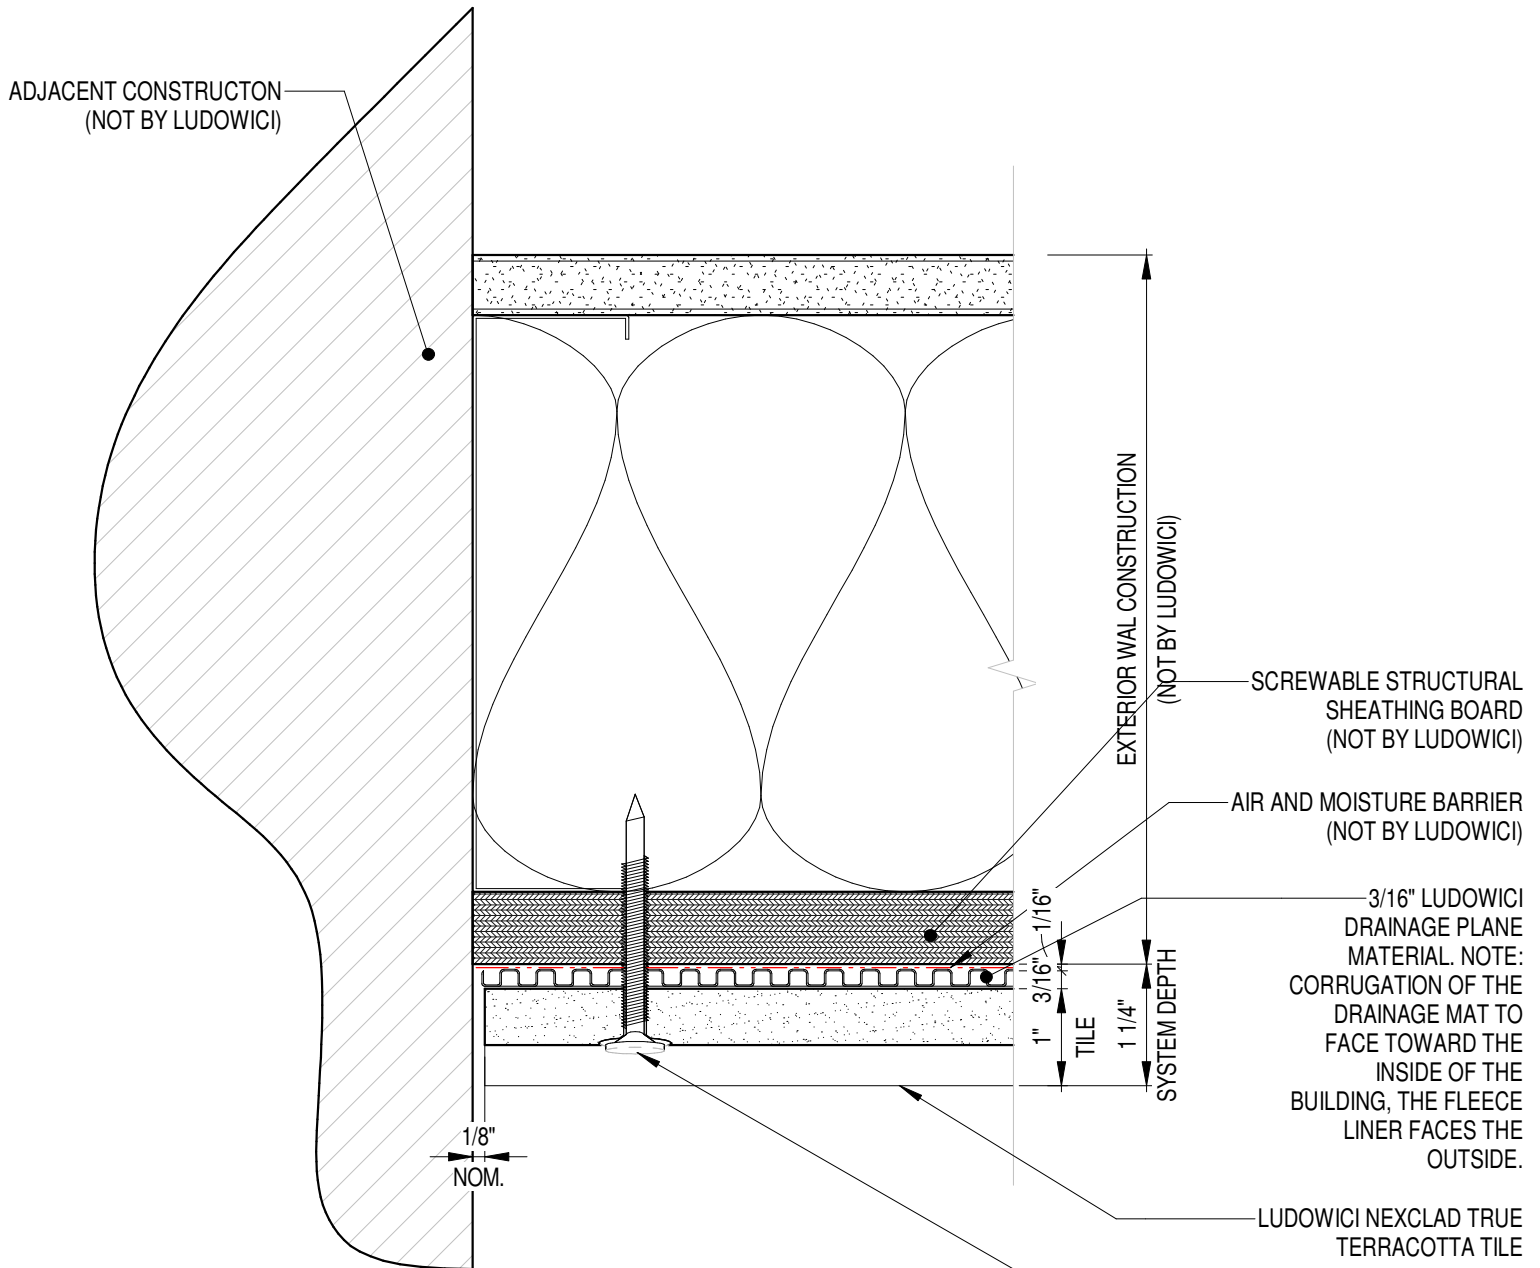 ADJACENT CONSTRUCTON
(NOT BY LUDOWICI)
EXTERIOR WAL CONSTRUCTION
(NOT BY LUDOWICI)
SCREWABLE STRUCTURAL
SHEATHING BOARD
(NOT BY LUDOWICI)
AIR AND MOISTURE BARRIER
(NOT BY LUDOWICI)
3/16" LUDOWICI
DRAINAGE PLANE
MATERIAL. NOTE:
CORRUGATION OF THE
DRAINAGE MAT TO
FACE TOWARD THE
INSIDE OF THE
BUILDING, THE FLEECE
LINER FACES THE
OUTSIDE.
1/16"
3/16"
1"
TILE
1 1/4"
SYSTEM DEPTH
1/8"
NOM.
LUDOWICI NEXCLAD TRUE
TERRACOTTA TILE